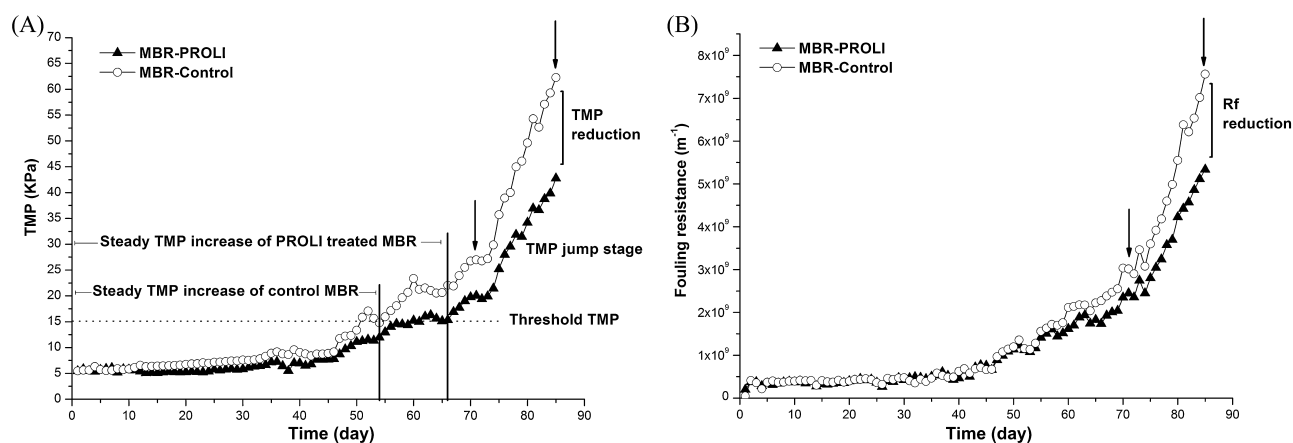 (A)
70
65
60
55
50
45
40
35
30
25
20
15
10
5
0
TMP (KPa)
MBR-PROLI
MBR-Control
TMP
reduction
Steady TMP increase of PROLI treated MBR
TMP jump stage
Steady TMP increase of control MBR
Threshold TMP
0 10 20 30 40 50 60 70 80 90
Time (day)
(B)
8x10⁹
7x10⁹
6x10⁹
5x10⁹
4x10⁹
3x10⁹
2x10⁹
1x10⁹
0
Fouling resistance (m⁻¹)
MBR-PROLI
MBR-Control
Rf
reduction
0 10 20 30 40 50 60 70 80 90
Time (day)